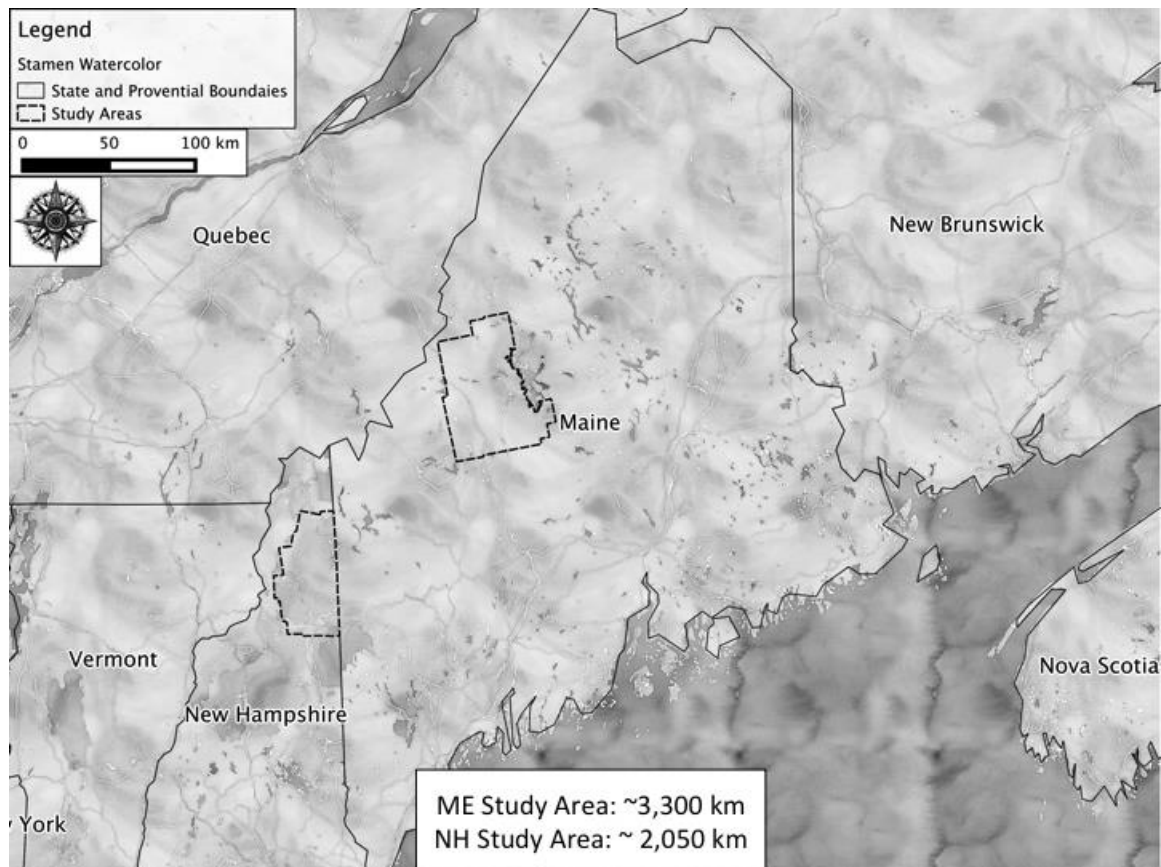 Legend
Stamen Watercolor
State and Provential Boundaies
Study Areas
0 50 100 km
Quebec
New Brunswick
Maine
Vermont
Nova Scotia
New Hampshire
York
ME Study Area: ~3,300 km
NH Study Area: ~ 2,050 km